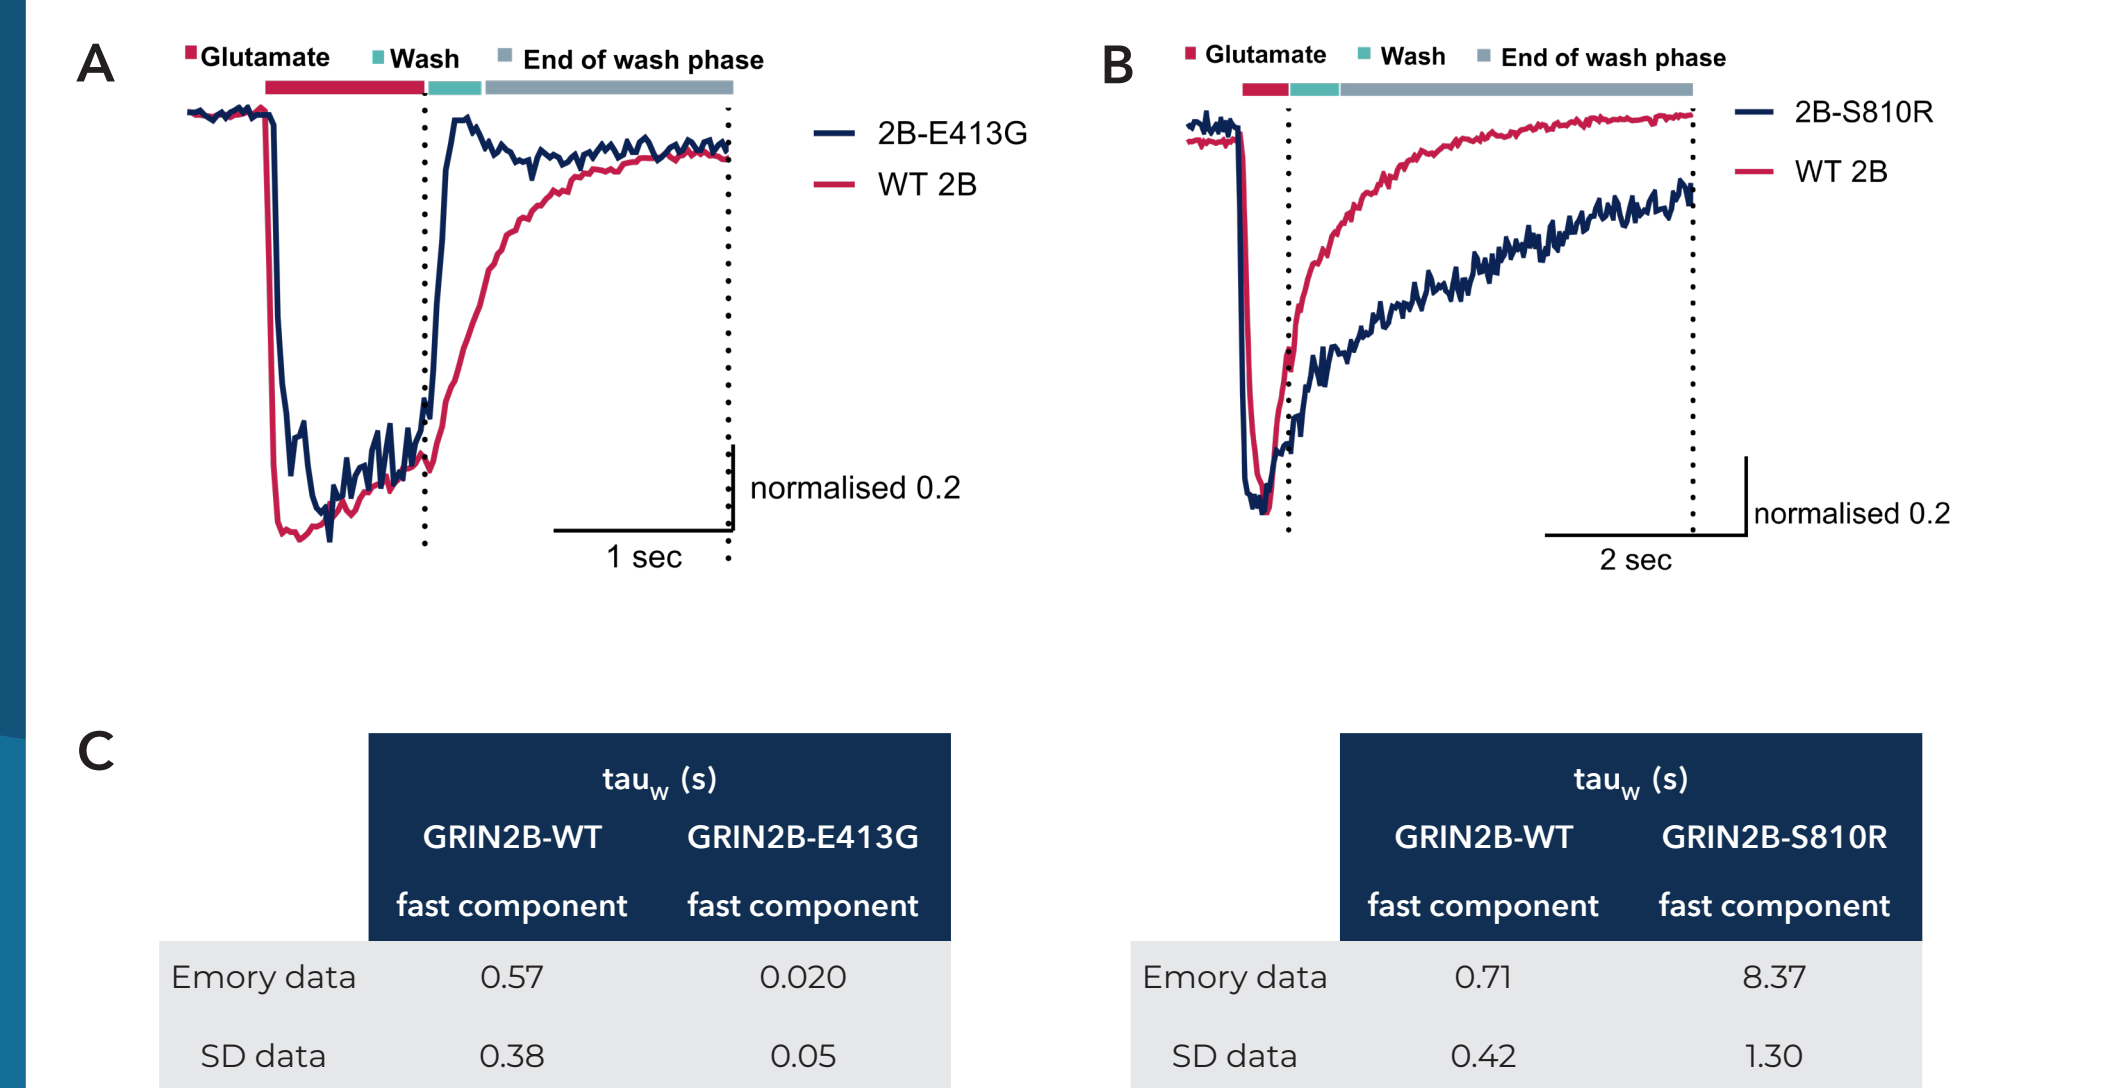 A
Glutamate Wash End of wash phase
2B-E413G
WT 2B
normalised 0.2
1 sec
B
Glutamate Wash End of wash phase
2B-S810R
WT 2B
normalised 0.2
2 sec
C
tauw (s)
GRIN2B-WT GRIN2B-E413G
fast component fast component
Emory data 0.57 0.020
SD data 0.38 0.05
tauw (s)
GRIN2B-WT GRIN2B-S810R
fast component fast component
Emory data 0.71 8.37
SD data 0.42 1.30